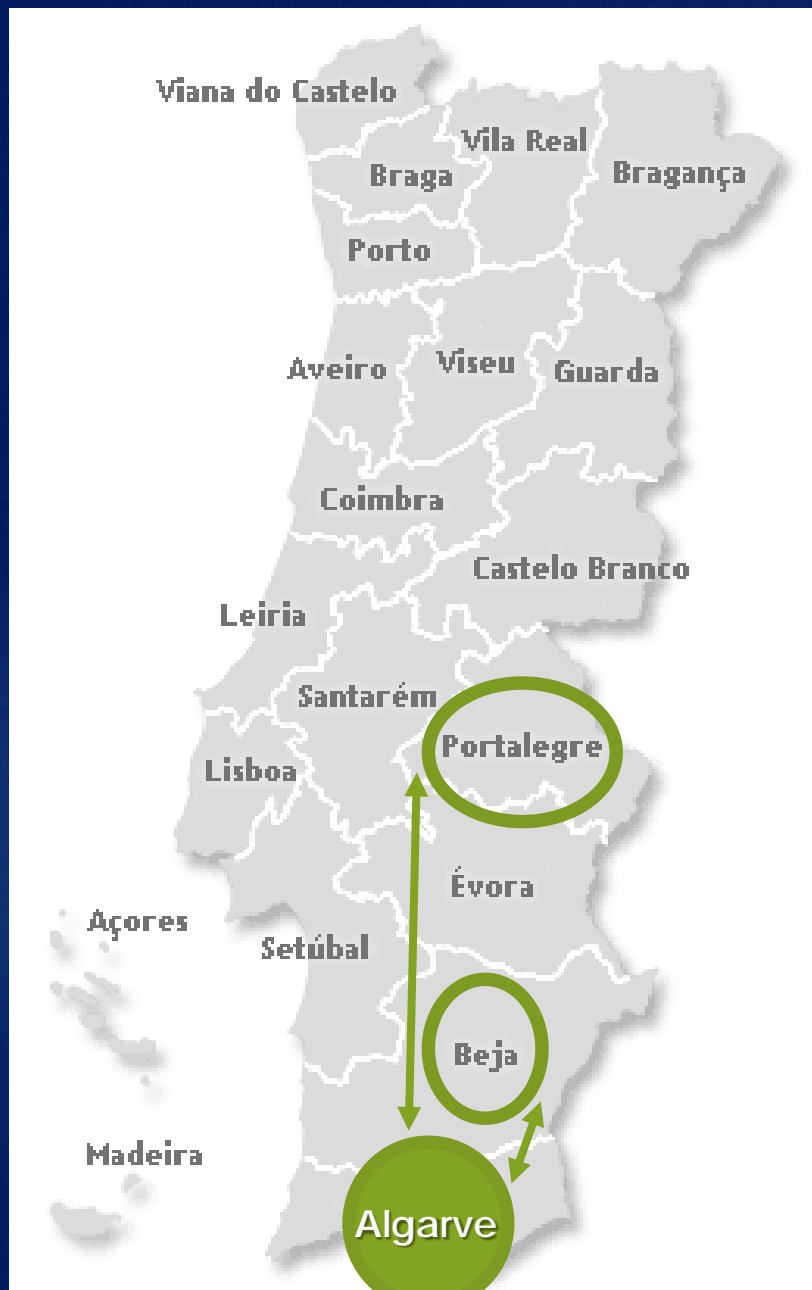 Viana do Castelo
Vila Real
Bragança
Braga
Porto
Aveiro
Viseu
Guarda
Coimbra
Castelo Branco
Leiria
Santarém
Portalegre
Lisboa
Évora
Açores
Setúbal
Beja
Madeira
Algarve